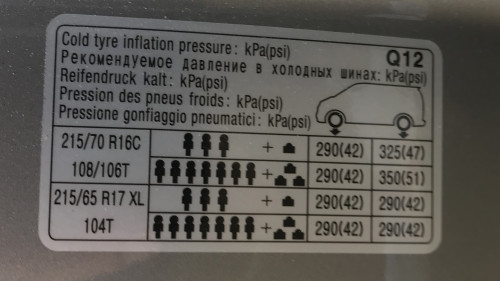 Cold tyre inflation pressure: kPa(psi) Q12
Рекомендуемое давление в холодных шинах: kPa(psi)
Reifendruck kalt: kPa(psi)
Pression des pneus froids: kPa(psi)
Pressione gonfiaggio pneumatici: kPa(psi)
215/70 R16C + 290(42) 325(47)
108/106T + 290(42) 350(51)
215/65 R17 XL + 290(42) 290(42)
104T + 290(42) 290(42)